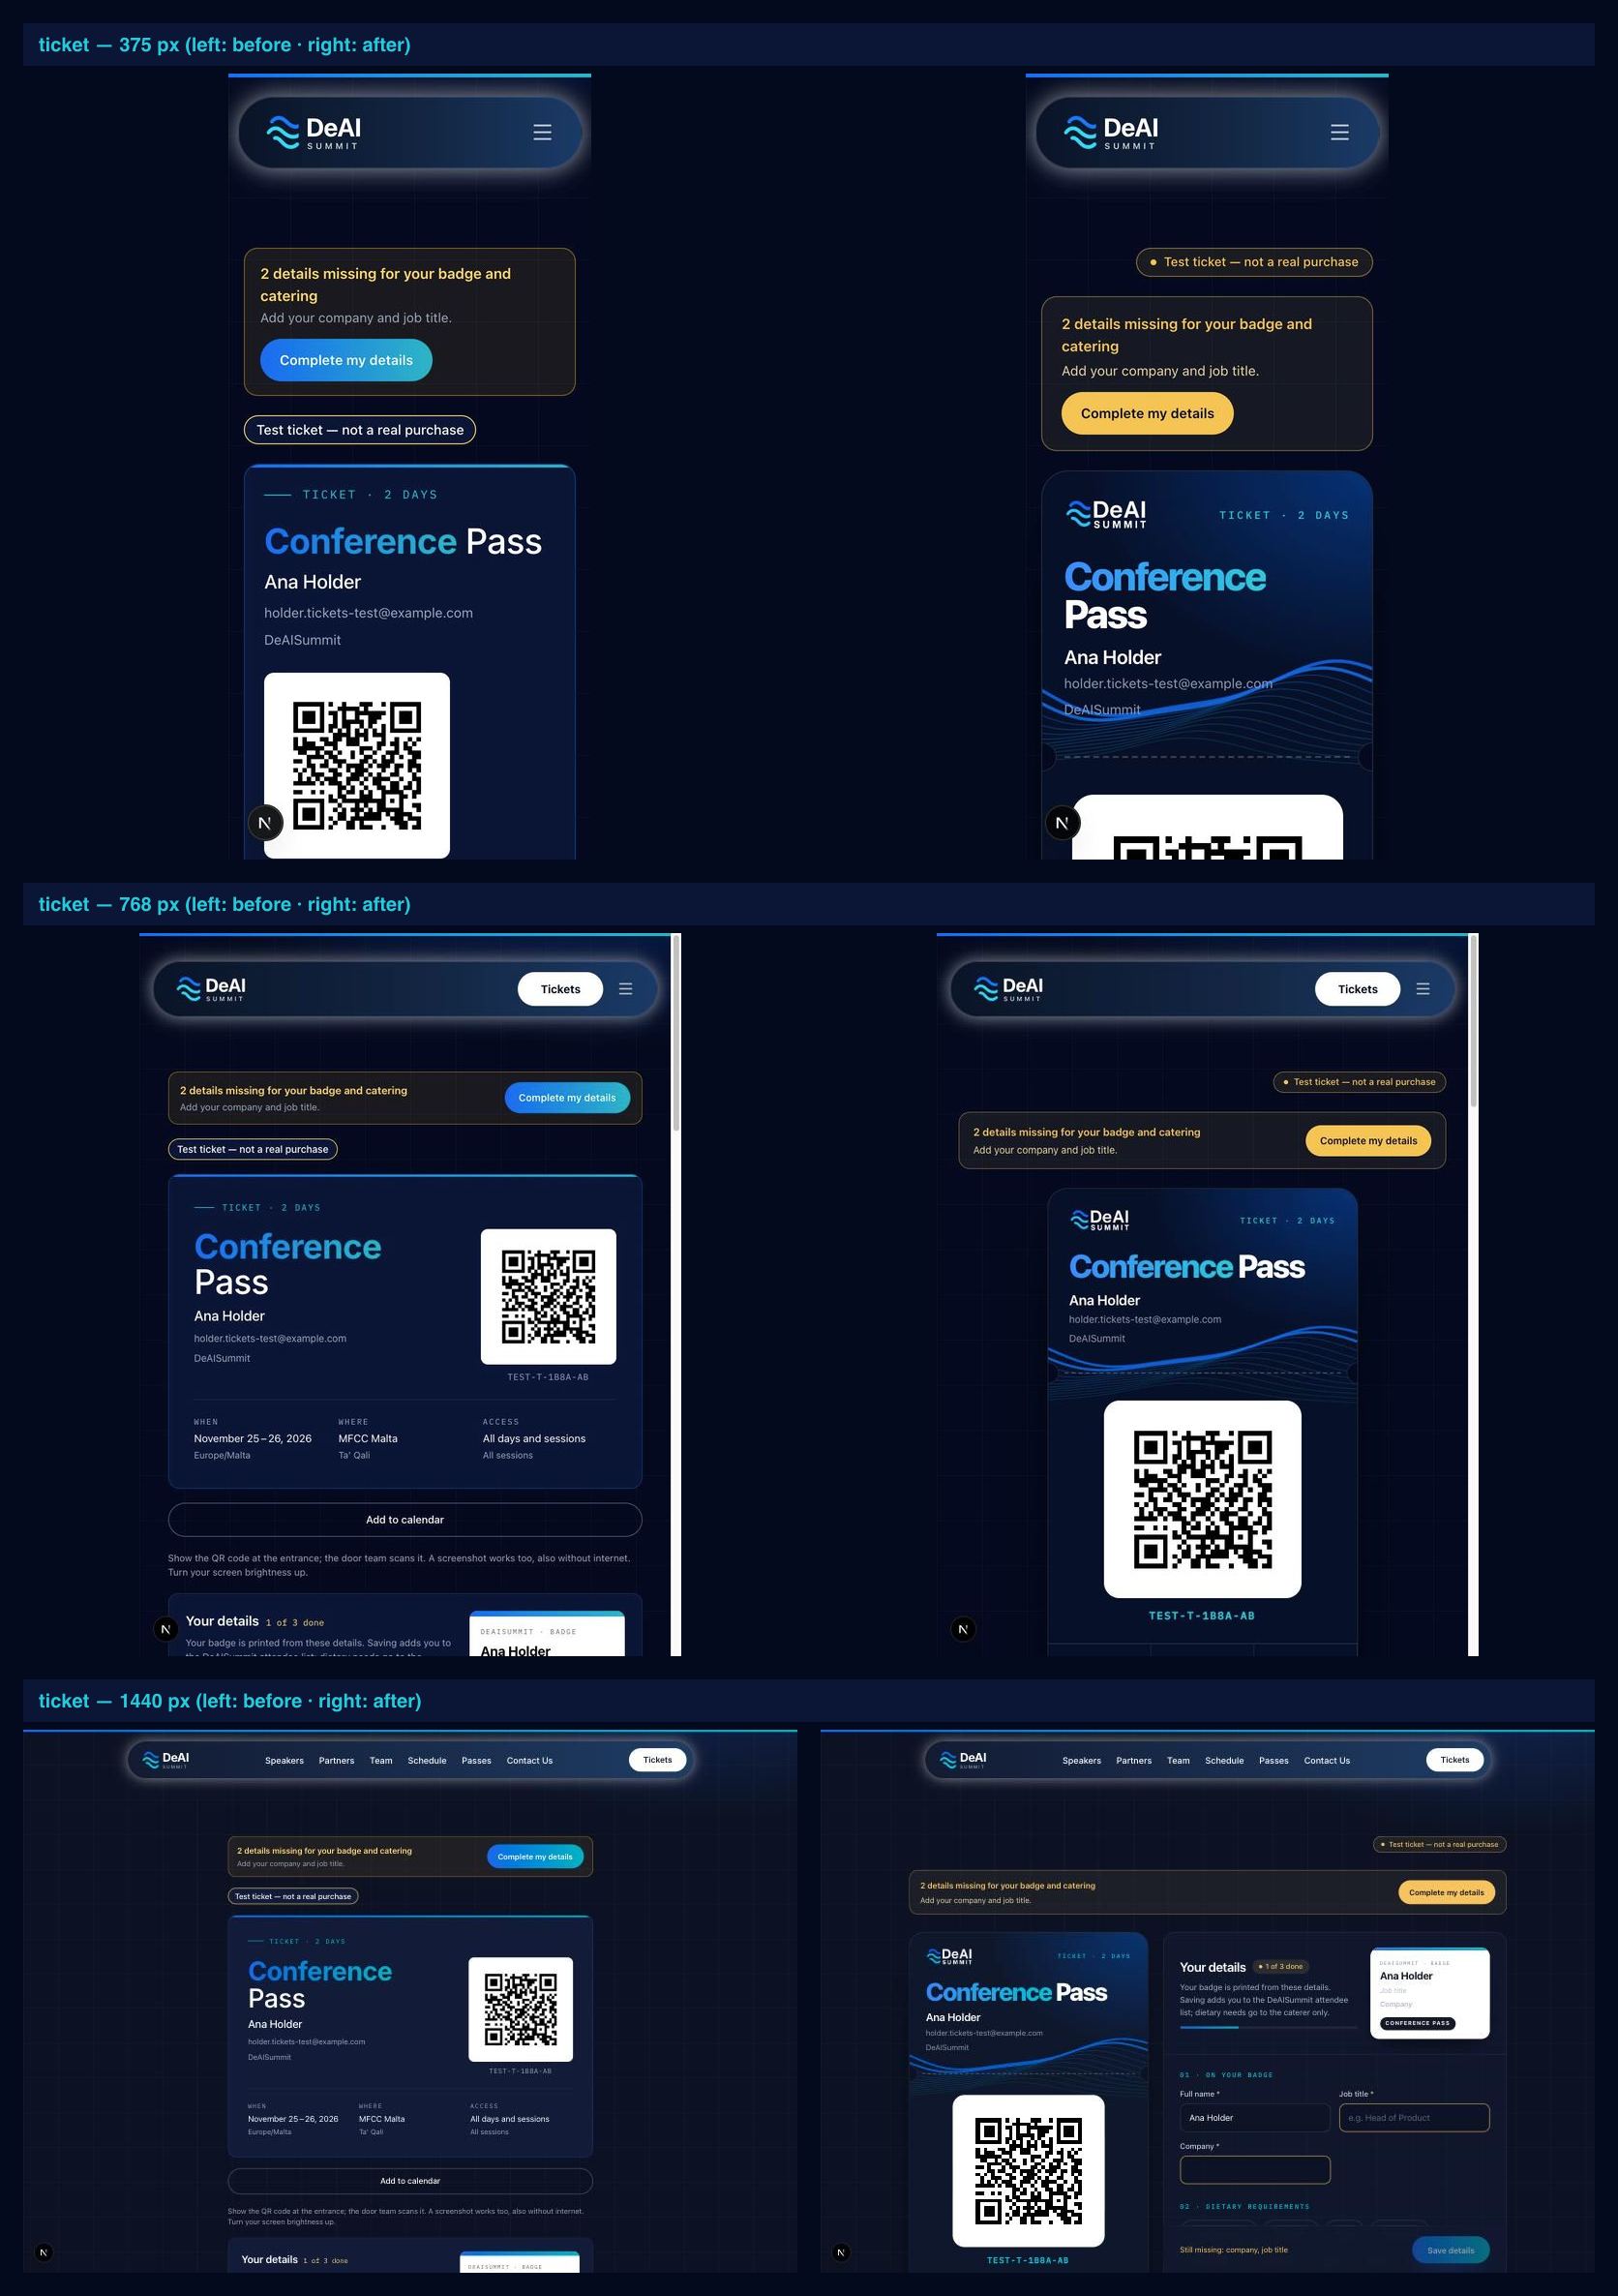 ticket — 375 px (left: before · right: after)
DeAI
SUMMIT
2 details missing for your badge and
catering
Add your company and job title.
Complete my details
Test ticket — not a real purchase
TICKET · 2 DAYS
Conference Pass
Ana Holder
holder.tickets-test@example.com
DeAISummit
N
DeAI
SUMMIT
Test ticket — not a real purchase
2 details missing for your badge and
catering
Add your company and job title.
Complete my details
DeAI
SUMMIT
TICKET · 2 DAYS
Conference
Pass
Ana Holder
holder.tickets-test@example.com
DeAISummit
N
ticket — 768 px (left: before · right: after)
DeAI
SUMMIT
Tickets
2 details missing for your badge and catering
Add your company and job title.
Complete my details
Test ticket — not a real purchase
TICKET · 2 DAYS
Conference
Pass
Ana Holder
holder.tickets-test@example.com
DeAISummit
TEST-T-1B8A-AB
WHEN
November 25–26, 2026
Europe/Malta
WHERE
MFCC Malta
Ta' Qali
ACCESS
All days and sessions
All sessions
Add to calendar
Show the QR code at the entrance; the door team scans it. A screenshot works too, also without internet.
Turn your screen brightness up.
Your details 1 of 3 done
Your badge is printed from these details. Saving adds you to
the DeAISummit attendee list; dietary needs go to the
DEAISUMMIT · BADGE
Ana Holder
N
DeAI
SUMMIT
Tickets
Test ticket — not a real purchase
2 details missing for your badge and catering
Add your company and job title.
Complete my details
DeAI
SUMMIT
TICKET · 2 DAYS
Conference Pass
Ana Holder
holder.tickets-test@example.com
DeAISummit
TEST-T-1B8A-AB
N
ticket — 1440 px (left: before · right: after)
DeAI
SUMMIT
Speakers Partners Team Schedule Passes Contact Us
Tickets
2 details missing for your badge and catering
Add your company and job title.
Complete my details
Test ticket — not a real purchase
TICKET · 2 DAYS
Conference
Pass
Ana Holder
holder.tickets-test@example.com
DeAISummit
TEST-T-1B8A-AB
WHEN
November 25–26, 2026
Europe/Malta
WHERE
MFCC Malta
Ta' Qali
ACCESS
All days and sessions
All sessions
Add to calendar
Show the QR code at the entrance; the door team scans it. A screenshot works too, also without internet.
Turn your screen brightness up.
Your details 1 of 3 done
DEAISUMMIT · BADGE
N
DeAI
SUMMIT
Speakers Partners Team Schedule Passes Contact Us
Tickets
Test ticket — not a real purchase
2 details missing for your badge and catering
Add your company and job title.
Complete my details
DeAI
SUMMIT
TICKET · 2 DAYS
Conference Pass
Ana Holder
holder.tickets-test@example.com
DeAISummit
TEST-T-1B8A-AB
Your details 1 of 3 done
Your badge is printed from these details.
Saving adds you to the DeAISummit attendee
list; dietary needs go to the caterer only.
DEAISUMMIT · BADGE
Ana Holder
Job title
Company
CONFERENCE PASS
01 · ON YOUR BADGE
Full name *
Ana Holder
Job title *
e.g. Head of Product
Company *
02 · DIETARY REQUIREMENTS
Still missing: company, job title
Save details
N